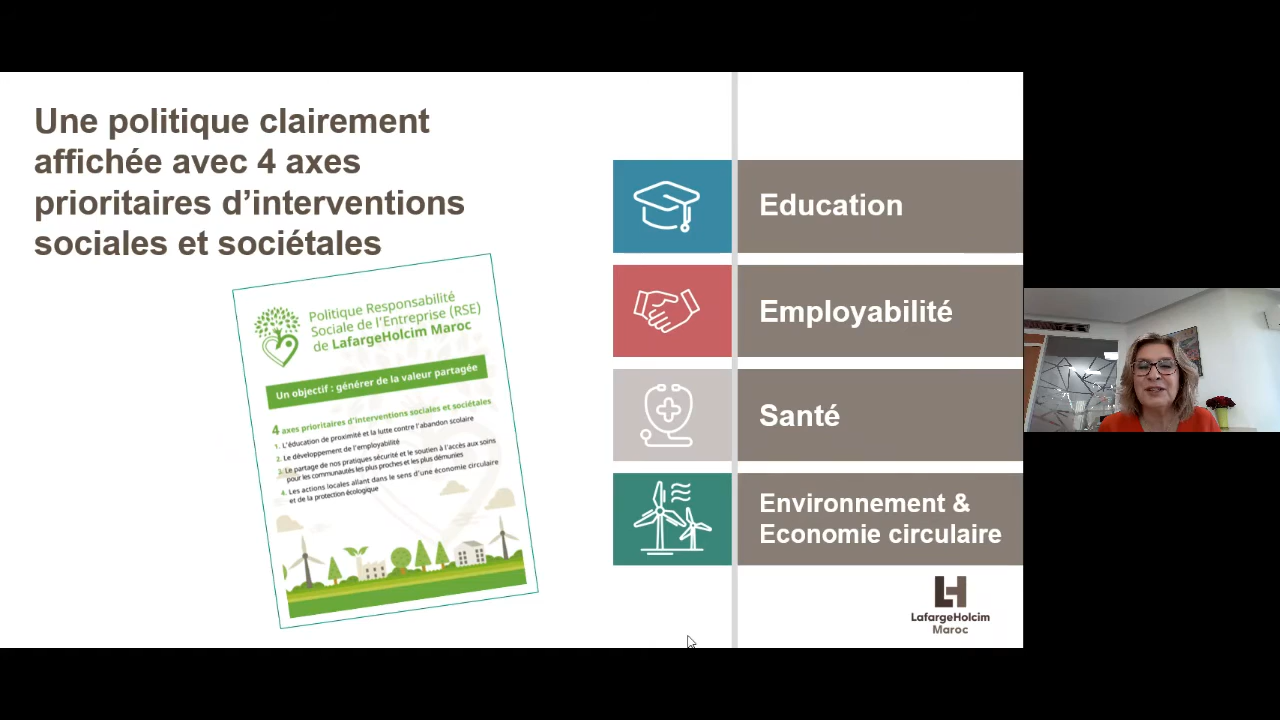 Une politique clairement
affichée avec 4 axes
prioritaires d’interventions
sociales et sociétales
Politique Responsabilité
Sociale de l'Entreprise (RSE)
de LafargeHolcim Maroc
Un objectif : générer de la valeur partagée
4 axes prioritaires d'interventions sociales et sociétales
1. L'éducation de proximité et la lutte contre l'abandon scolaire
2. Le développement de l'employabilité
3. Le partage de nos pratiques sécurité et le soutien à l'accès aux soins
pour les communautés les plus proches et les plus démunies
4. Les actions locales allant dans le sens d'une économie circulaire
et de la protection écologique
Education
Employabilité
Santé
Environnement &
Economie circulaire
LafargeHolcim
Maroc